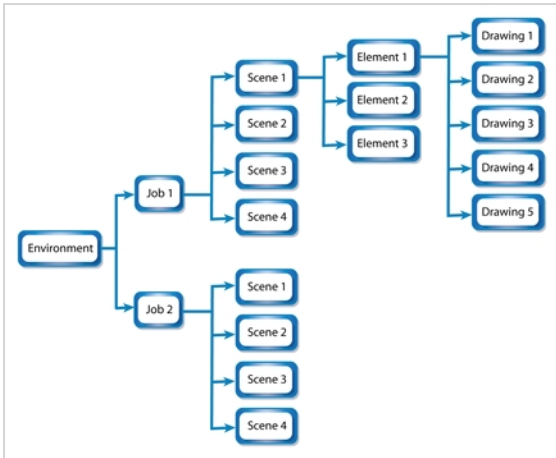 Environment
Job 1
Scene 1
Element 1
Drawing 1
Drawing 2
Drawing 3
Drawing 4
Drawing 5
Element 2
Element 3
Scene 2
Scene 3
Scene 4
Job 2
Scene 1
Scene 2
Scene 3
Scene 4